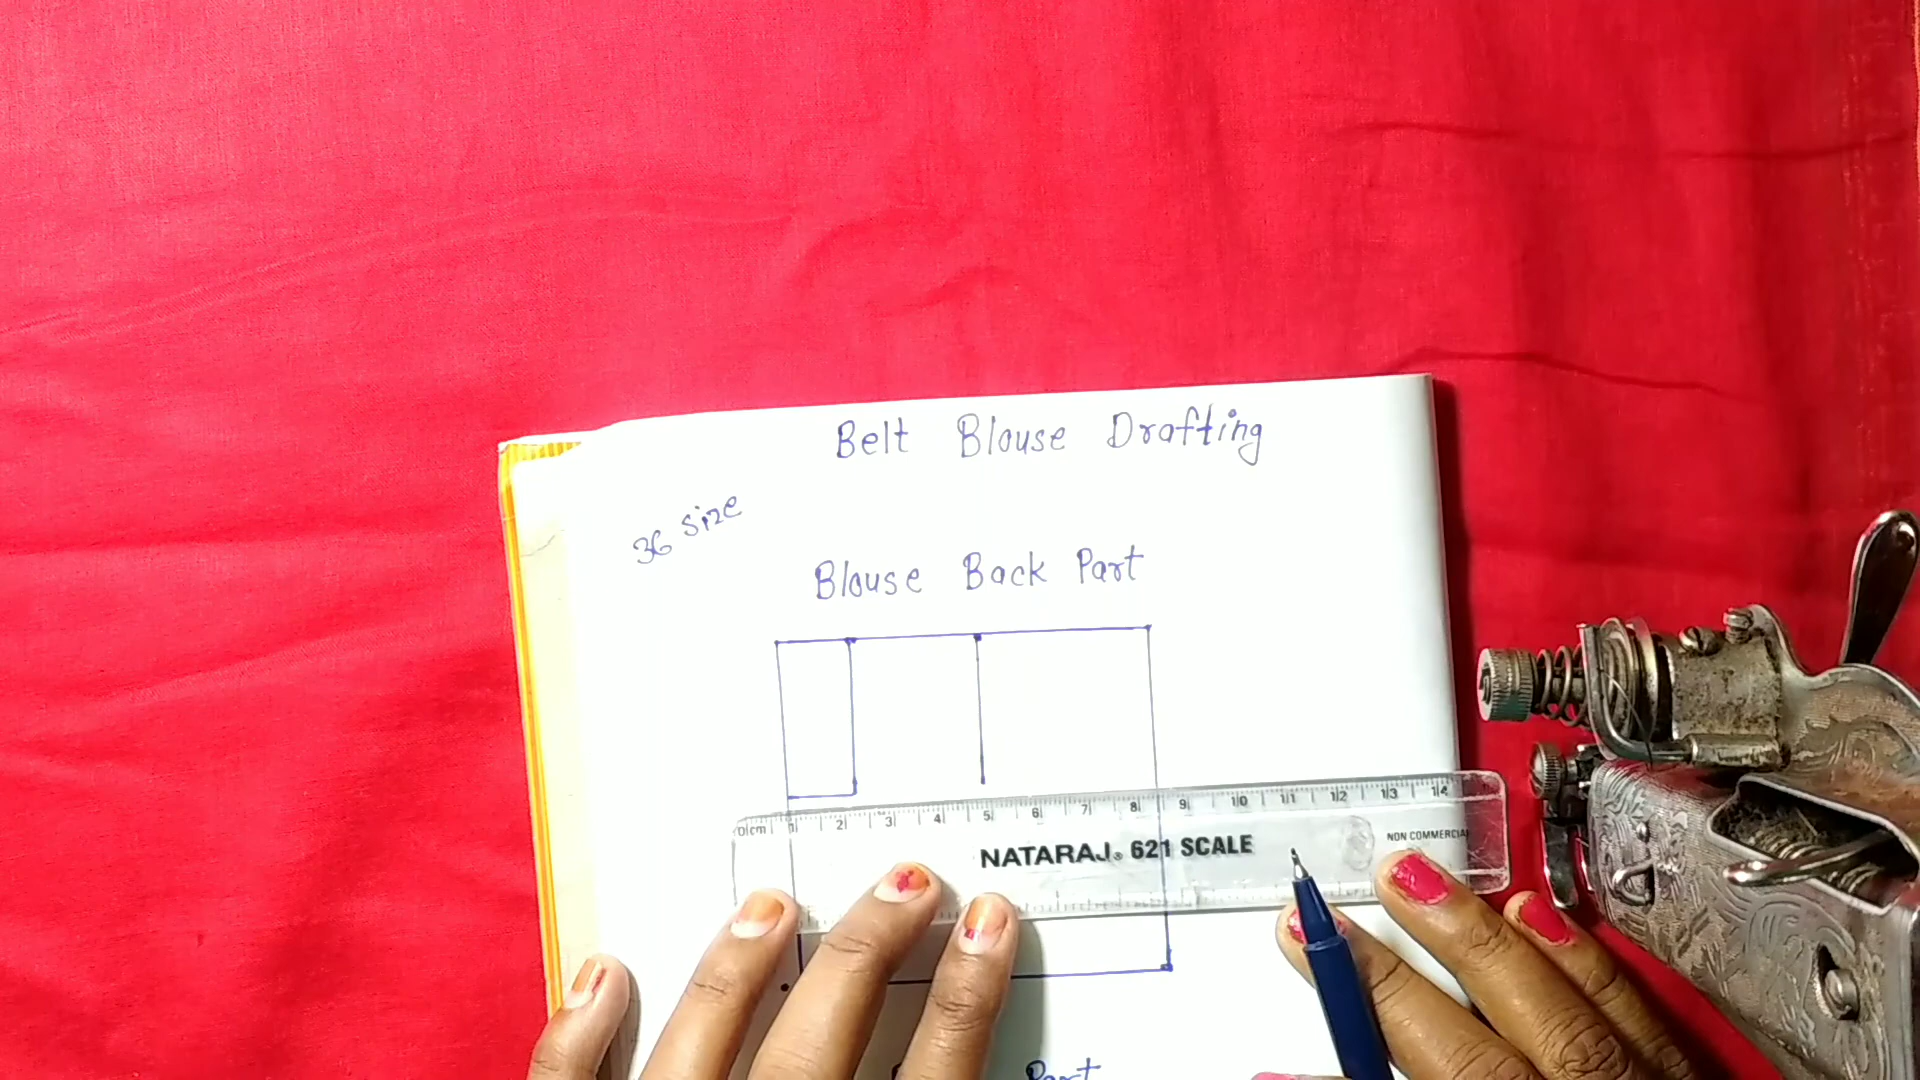 Belt Blouse Drafting
36 size
Blouse Back Part
0 cm 1 2 3 4 5 6 7 8 9 10 11 12 13 14
NATARAJ® 621 SCALE
NON COMMERCIAL
Part